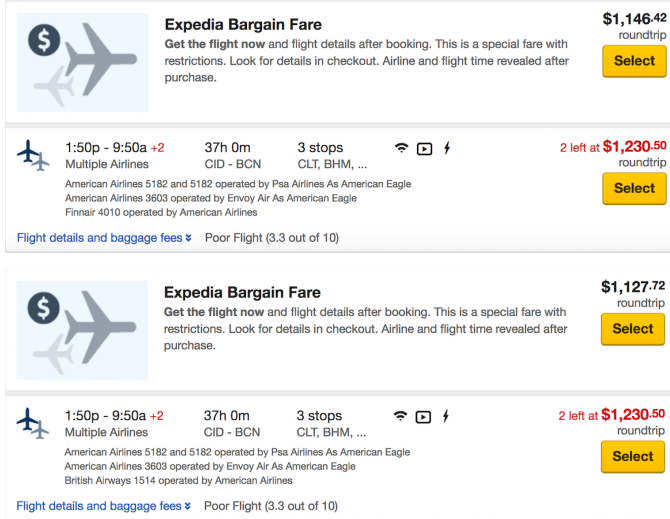 $1,146.42
Expedia Bargain Fare
roundtrip
Get the flight now and flight details after booking. This is a special fare with
restrictions. Look for details in checkout. Airline and flight time revealed after
purchase.
Select
$
1:50p - 9:50a +2 37h 0m 3 stops 2 left at $1,230.50
Multiple Airlines CID - BCN CLT, BHM, ... roundtrip
American Airlines 5182 and 5182 operated by Psa Airlines As American Eagle
American Airlines 3603 operated by Envoy Air As American Eagle
Finnair 4010 operated by American Airlines
Select
Flight details and baggage fees Poor Flight (3.3 out of 10)
$1,127.72
Expedia Bargain Fare
roundtrip
Get the flight now and flight details after booking. This is a special fare with
restrictions. Look for details in checkout. Airline and flight time revealed after
purchase.
Select
$
1:50p - 9:50a +2 37h 0m 3 stops 2 left at $1,230.50
Multiple Airlines CID - BCN CLT, BHM, ... roundtrip
American Airlines 5182 and 5182 operated by Psa Airlines As American Eagle
American Airlines 3603 operated by Envoy Air As American Eagle
British Airways 1514 operated by American Airlines
Select
Flight details and baggage fees Poor Flight (3.3 out of 10)